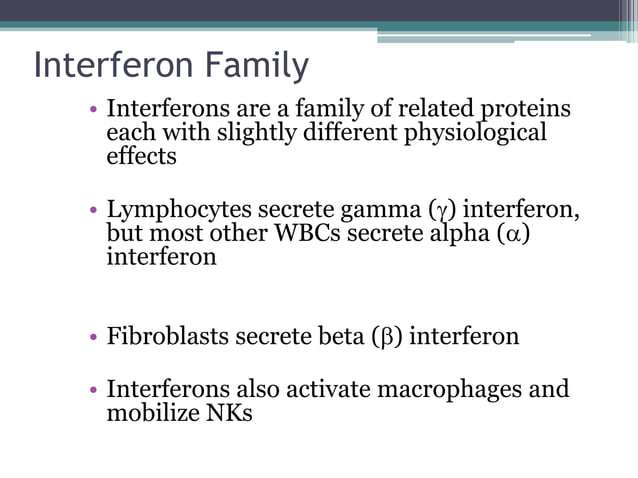 Interferon Family
• Interferons are a family of related proteins
each with slightly different physiological
effects
• Lymphocytes secrete gamma (γ) interferon,
but most other WBCs secrete alpha (α)
interferon
• Fibroblasts secrete beta (β) interferon
• Interferons also activate macrophages and
mobilize NKs